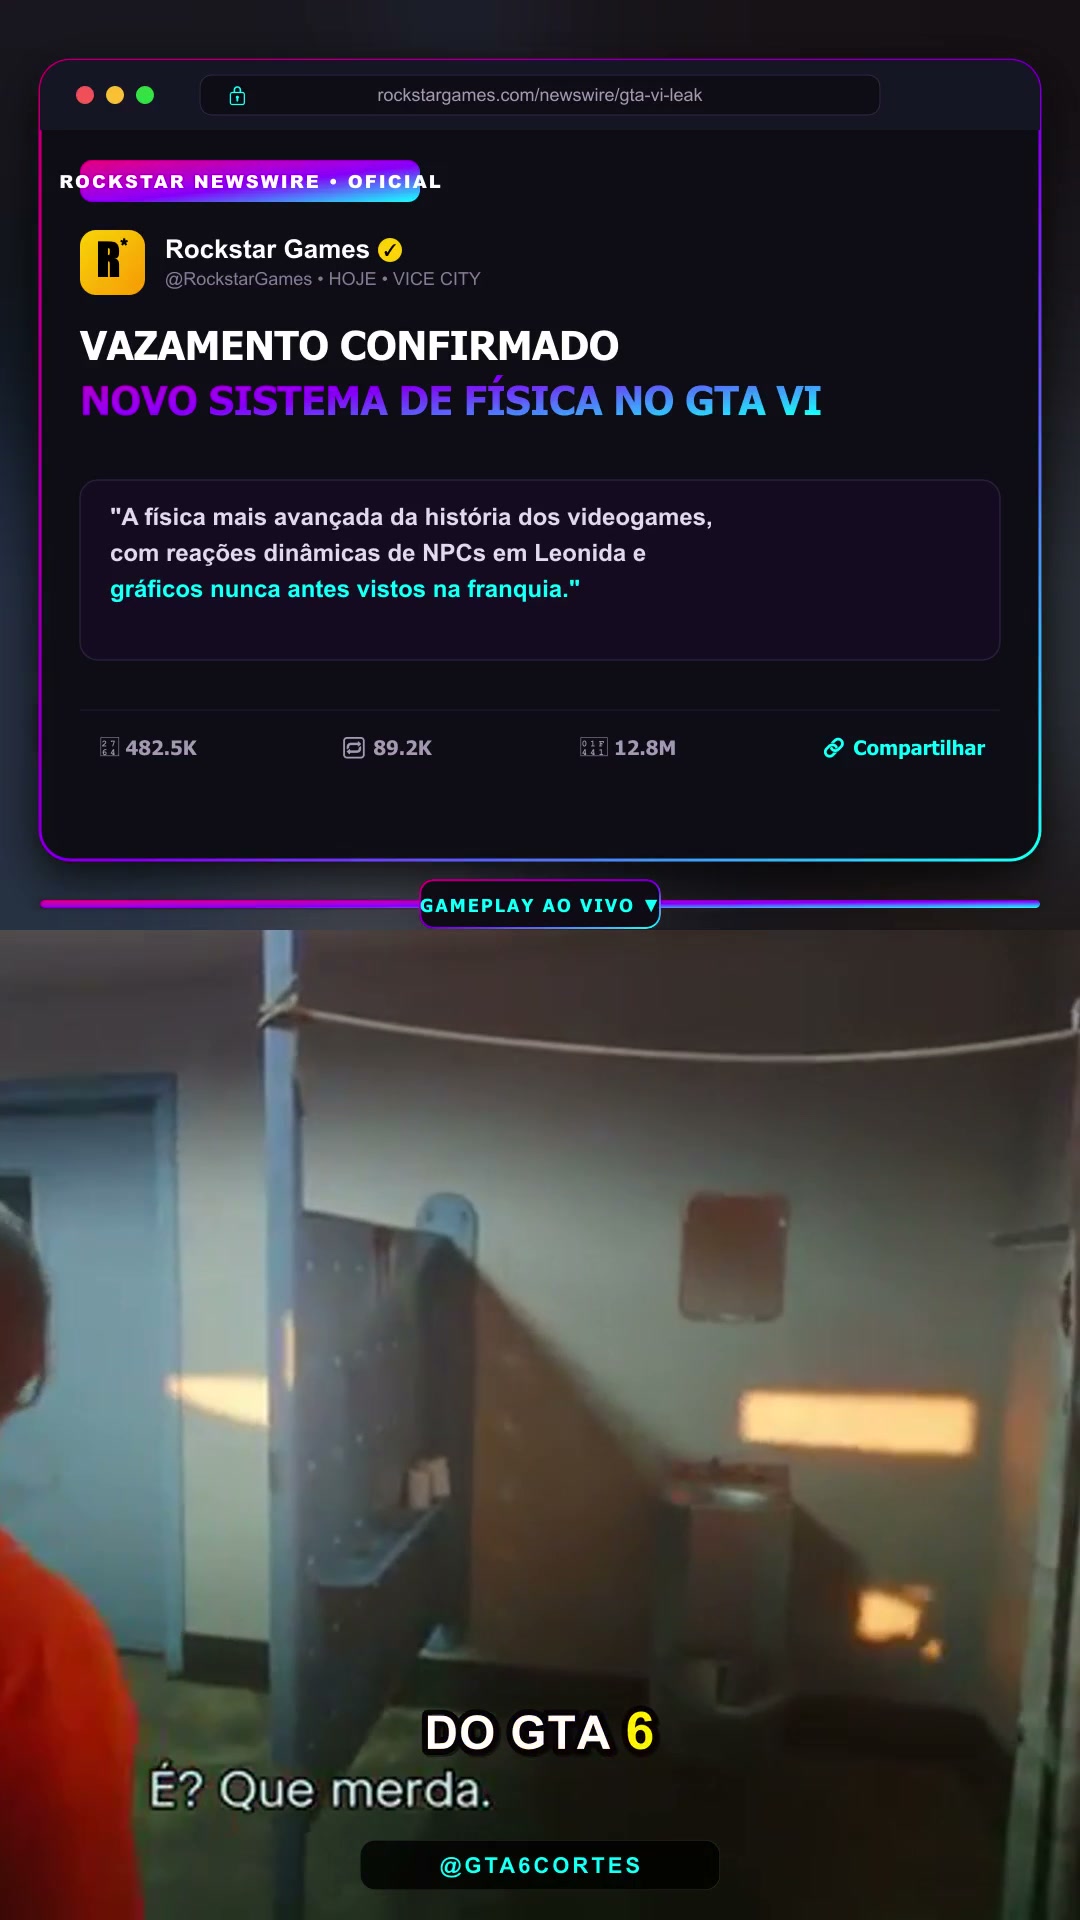 rockstargames.com/newswire/gta-vi-leak
ROCKSTAR NEWSWIRE • OFICIAL
R*
Rockstar Games ✓
@RockstarGames • HOJE • VICE CITY
VAZAMENTO CONFIRMADO
NOVO SISTEMA DE FÍSICA NO GTA VI
"A física mais avançada da história dos videogames,
com reações dinâmicas de NPCs em Leonida e
gráficos nunca antes vistos na franquia."
482.5K
89.2K
12.8M
Compartilhar
GAMEPLAY AO VIVO ▼
DO GTA 6
É? Que merda.
@GTA6CORTES